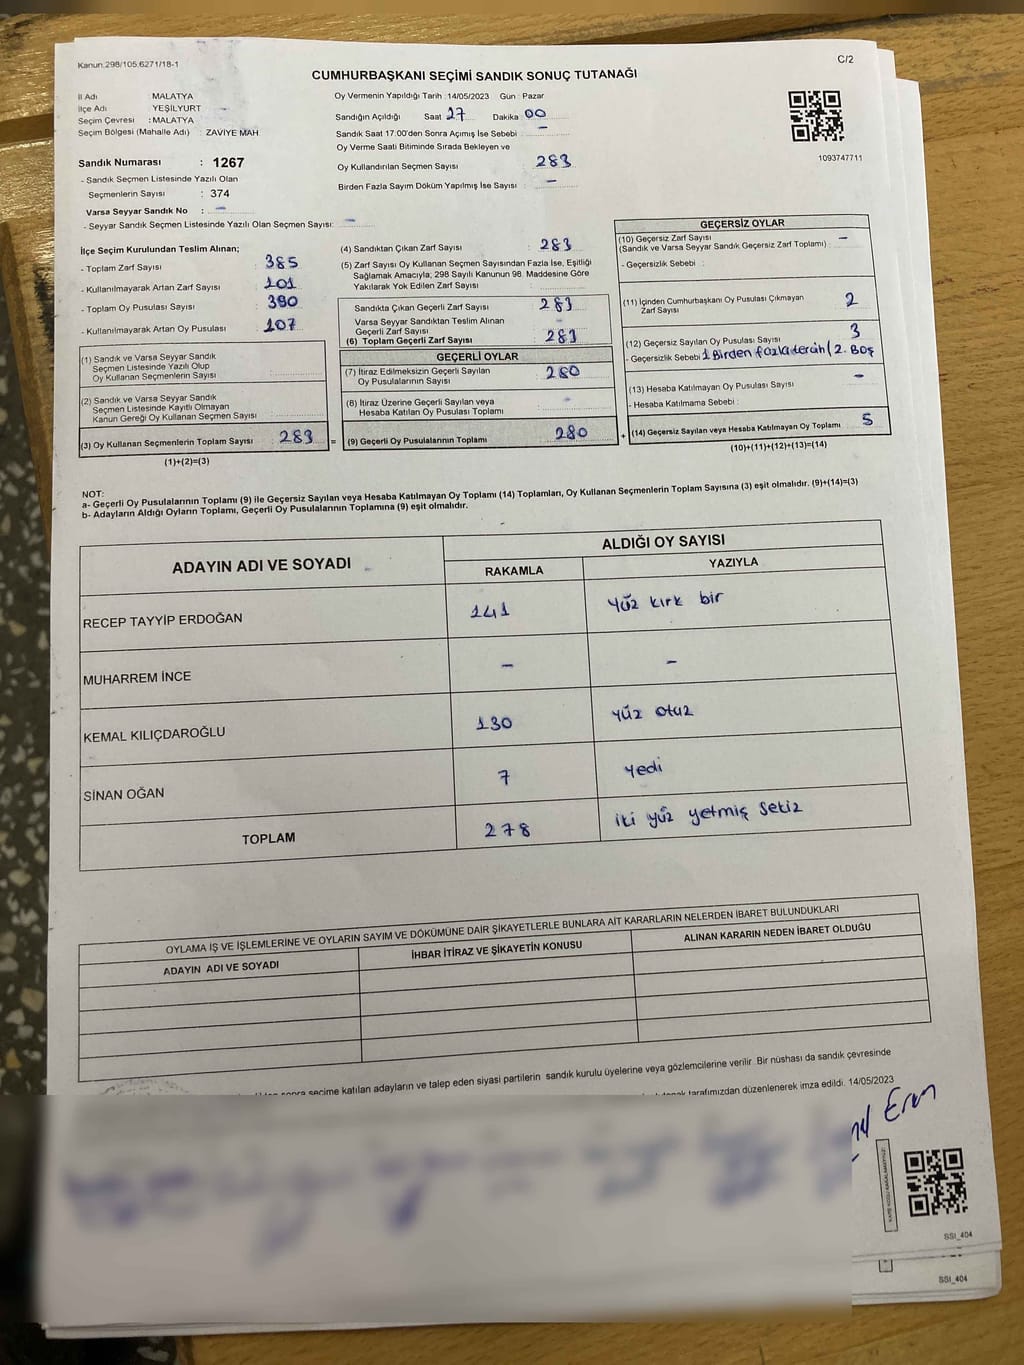 Kanun:298/105,6271/18-1
C/2
CUMHURBAŞKANI SEÇİMİ SANDIK SONUÇ TUTANAĞI
İl Adı MALATYA
İlçe Adı YEŞİLYURT
Seçim Çevresi : MALATYA
Seçim Bölgesi (Mahalle Adı) : ZAVİYE MAH
Sandık Numarası : 1267
- Sandık Seçmen Listesinde Yazılı Olan
Seçmenlerin Sayısı : 374
Varsa Seyyar Sandık No : -
- Seyyar Sandık Seçmen Listesinde Yazılı Olan Seçmen Sayısı: -
Oy Vermenin Yapıldığı Tarih : 14/05/2023 Gün : Pazar
Sandığın Açıldığı Saat 17 Dakika 00
Sandık Saat 17.00'den Sonra Açımış İse Sebebi : -
Oy Verme Saati Bitiminde Sırada Bekleyen ve
Oy Kullandırılan Seçmen Sayısı : 283
Birden Fazla Sayım Döküm Yapılmış İse Sayısı : -
1093747711
İlçe Seçim Kurulundan Teslim Alınan;
- Toplam Zarf Sayısı : 385
- Kullanılmayarak Artan Zarf Sayısı : 101
- Toplam Oy Pusulası Sayısı : 390
- Kullanılmayarak Artan Oy Pusulası : 107
(1) Sandık ve Varsa Seyyar Sandık
Seçmen Listesinde Yazılı Olup
Oy Kullanan Seçmenlerin Sayısı
(2) Sandık ve Varsa Seyyar Sandık
Seçmen Listesinde Kayıtlı Olmayan
Kanun Gereği Oy Kullanan Seçmen Sayısı
(3) Oy Kullanan Seçmenlerin Toplam Sayısı 283 =
(1)+(2)=(3)
(4) Sandıktan Çıkan Zarf Sayısı : 283
(5) Zarf Sayısı Oy Kullanan Seçmen Sayısından Fazla İse, Eşitliği
Sağlamak Amacıyla; 298 Sayılı Kanunun 98. Maddesine Göre
Yakılarak Yok Edilen Zarf Sayısı :
Sandıkta Çıkan Geçerli Zarf Sayısı : 283
Varsa Seyyar Sandıktan Teslim Alınan
Geçerli Zarf Sayısı : -
(6) Toplam Geçerli Zarf Sayısı : 283
GEÇERLİ OYLAR
(7) İtiraz Edilmeksizin Geçerli Sayılan
Oy Pusulalarının Sayısı : 280
(8) İtiraz Üzerine Geçerli Sayılan veya
Hesaba Katılan Oy Pusulası Toplamı : -
(9) Geçerli Oy Pusulalarının Toplamı 280 +
GEÇERSİZ OYLAR
(10) Geçersiz Zarf Sayısı
(Sandık ve Varsa Seyyar Sandık Geçersiz Zarf Toplamı) : -
- Geçersizlik Sebebi :
(11) İçinden Cumhurbaşkanı Oy Pusulası Çıkmayan
Zarf Sayısı 2
(12) Geçersiz Sayılan Oy Pusulası Sayısı 3
- Geçersizlik Sebebi 1 Birden fazla tercih / 2. Boş
(13) Hesaba Katılmayan Oy Pusulası Sayısı -
- Hesaba Katılmama Sebebi :
(14) Geçersiz Sayılan veya Hesaba Katılmayan Oy Toplamı 5
(10)+(11)+(12)+(13)=(14)
NOT:
a- Geçerli Oy Pusulalarının Toplamı (9) ile Geçersiz Sayılan veya Hesaba Katılmayan Oy Toplamı (14) Toplamları, Oy Kullanan Seçmenlerin Toplam Sayısına (3) eşit olmalıdır. (9)+(14)=(3)
b- Adayların Aldığı Oyların Toplamı, Geçerli Oy Pusulalarının Toplamına (9) eşit olmalıdır.
ADAYIN ADI VE SOYADI ALDIĞI OY SAYISI
RAKAMLA YAZIYLA
RECEP TAYYİP ERDOĞAN 141 yüz kırk bir
MUHARREM İNCE - -
KEMAL KILIÇDAROĞLU 130 yüz otuz
SİNAN OĞAN 7 yedi
TOPLAM 278 iki yüz yetmiş sekiz
OYLAMA İŞ VE İŞLEMLERİNE VE OYLARIN SAYIM VE DÖKÜMÜNE DAİR ŞİKAYETLERLE BUNLARA AİT KARARLARIN NELERDEN İBARET BULUNDUKLARI
ADAYIN ADI VE SOYADI İHBAR İTİRAZ VE ŞİKAYETİN KONUSU ALINAN KARARIN NEDEN İBARET OLDUĞU
sonra seçime katılan adayların ve talep eden siyasi partilerin sandık kurulu üyelerine veya gözlemcilerine verilir. Bir nüshası da sandık çevresinde
tarafımızdan düzenlenerek imza edildi. 14/05/2023
Eren
SSI_404
SSI_404